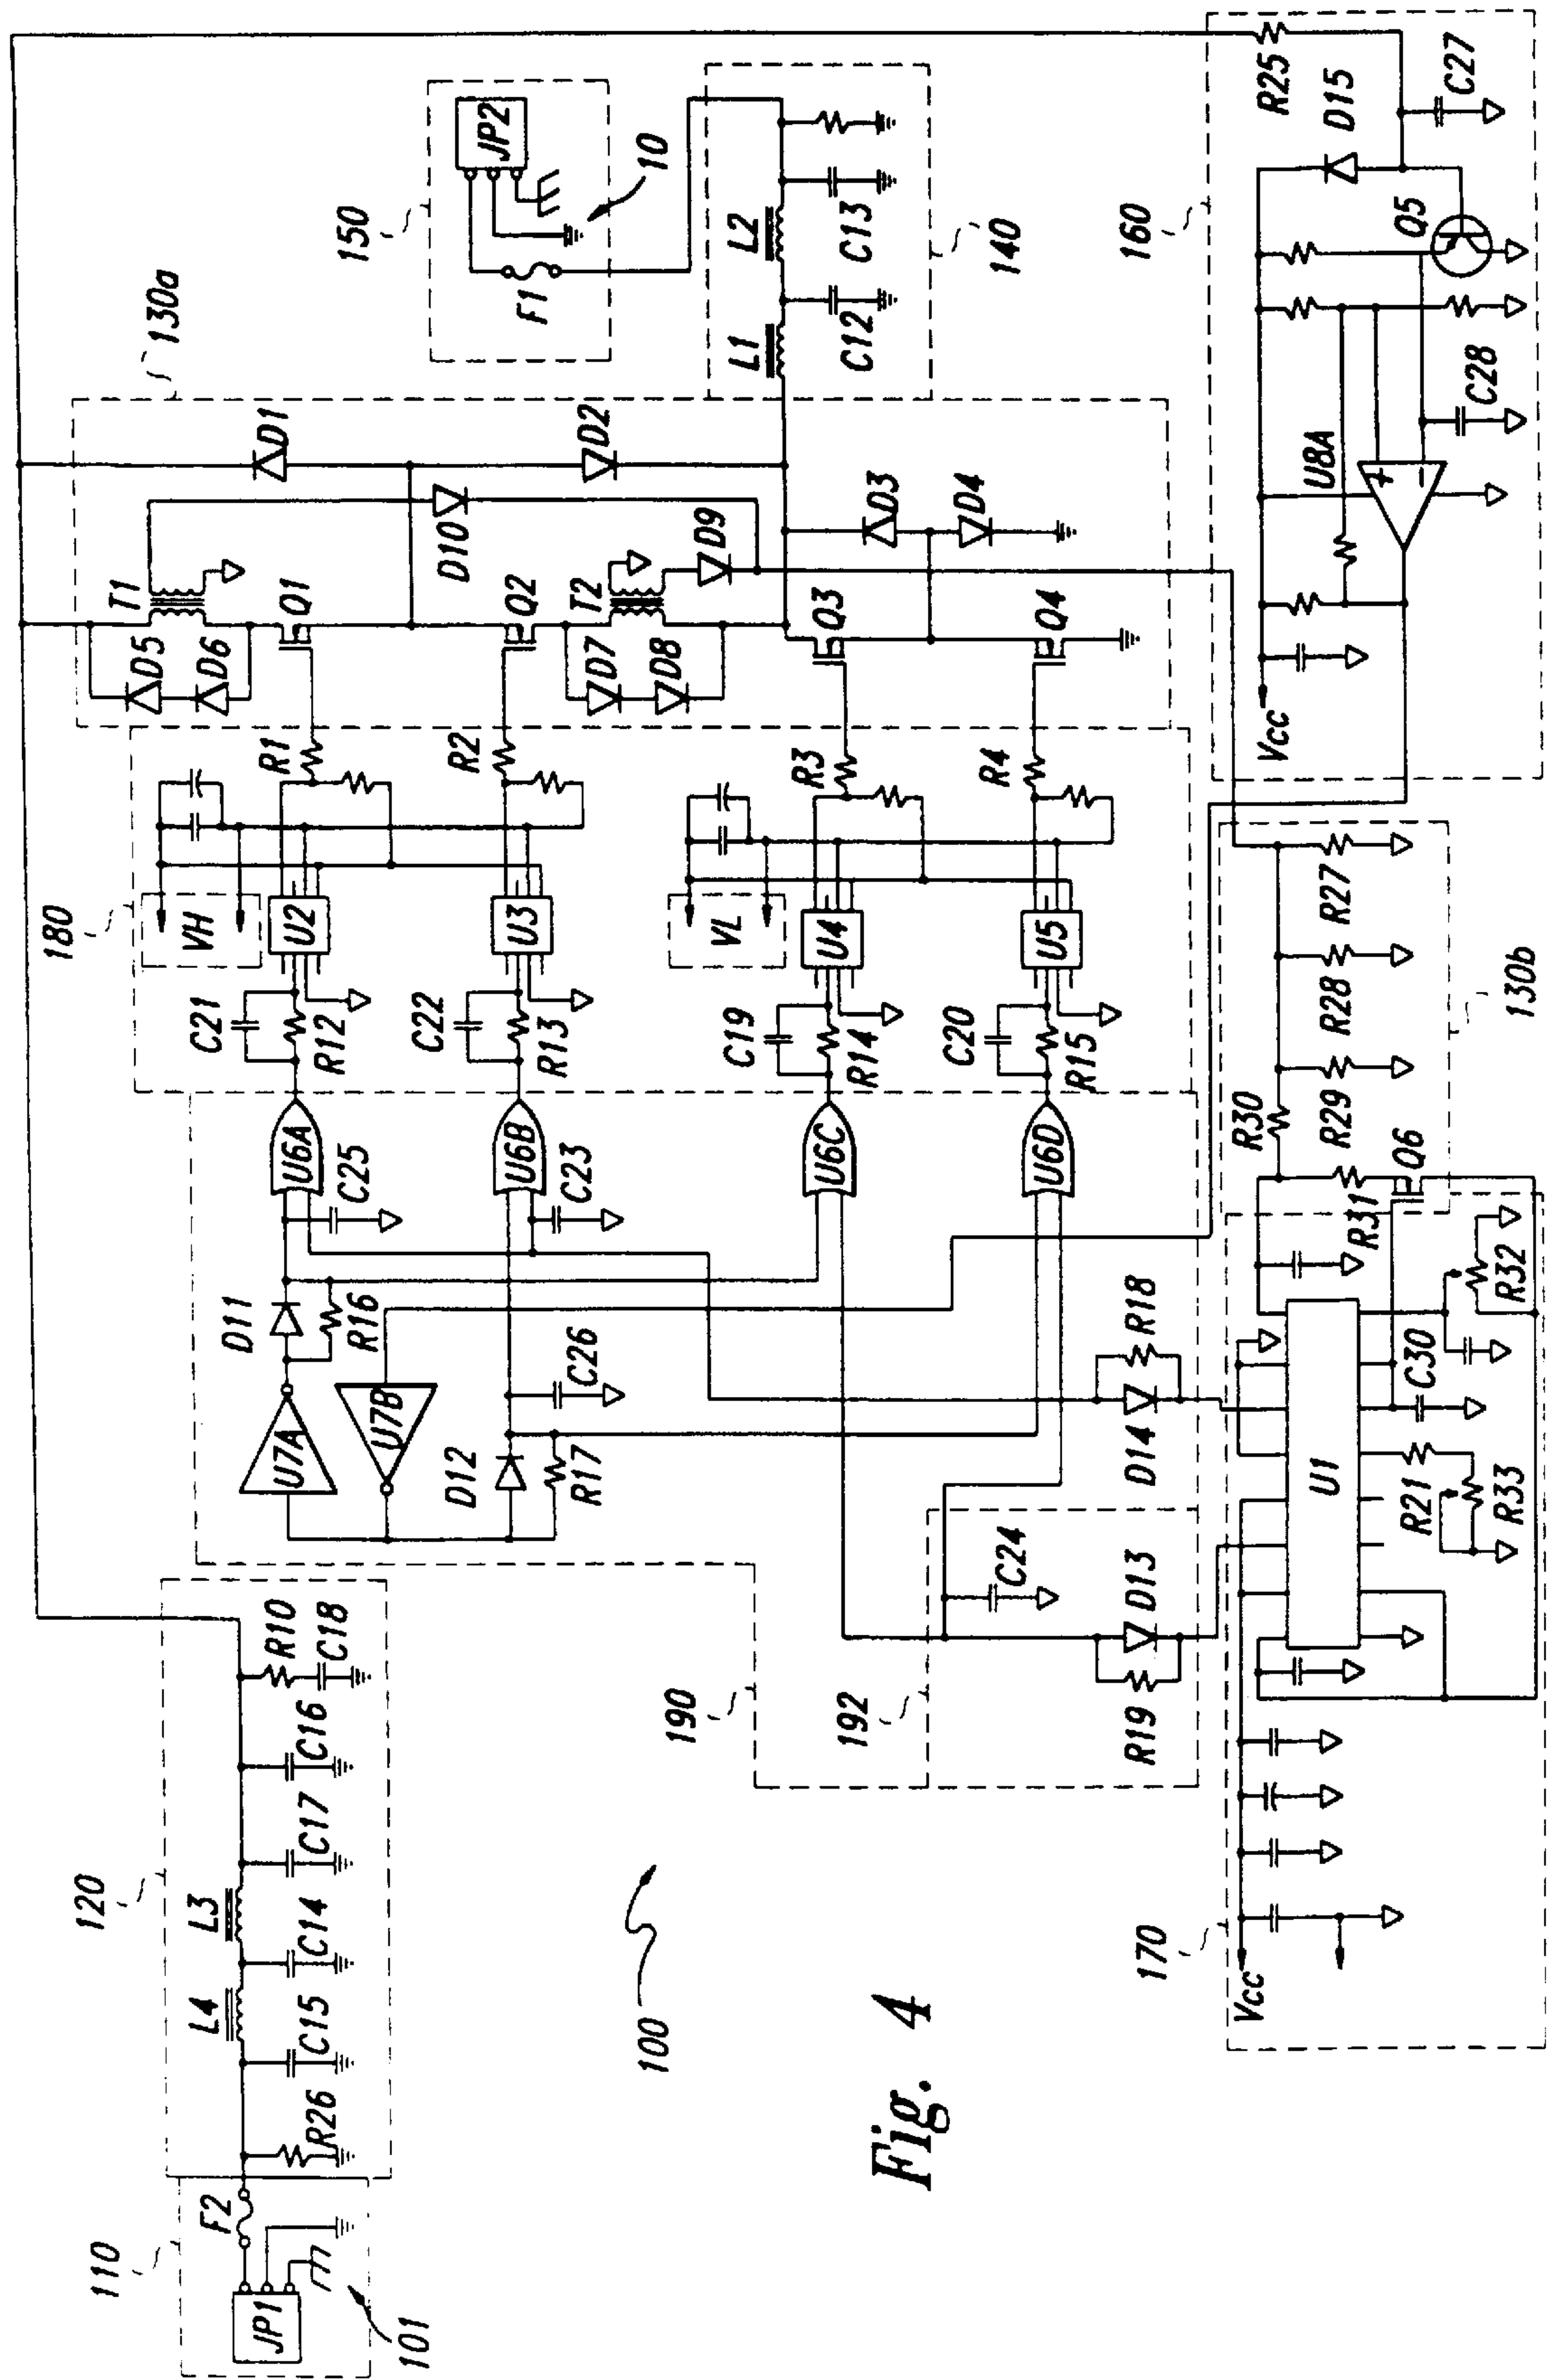 100
Fig. 4
110
JP1
F2
101
120
R26
C15
L4
C14
L3
C17
C16
R10
C18
190
192
U7A
D11
R16
U7B
D12
R17
C26
U6A
C25
U6B
C23
U6C
U6D
C24
R19
D13
D14
R18
180
C21
R12
U2
VH
R1
C22
R13
U3
R2
C19
R14
U4
VL
R3
C20
R15
U5
R4
130a
D5
D6
T1
Q1
D10
D1
Q2
D7
D8
T2
D9
D2
Q3
D3
D4
Q4
150
JP2
F1
10
140
L1
C12
L2
C13
160
R25
D15
C27
Q5
C28
U8A
Vcc
130b
R27
R28
R29
R30
R31
Q6
170
Vcc
U1
R32
C30
R21
R33